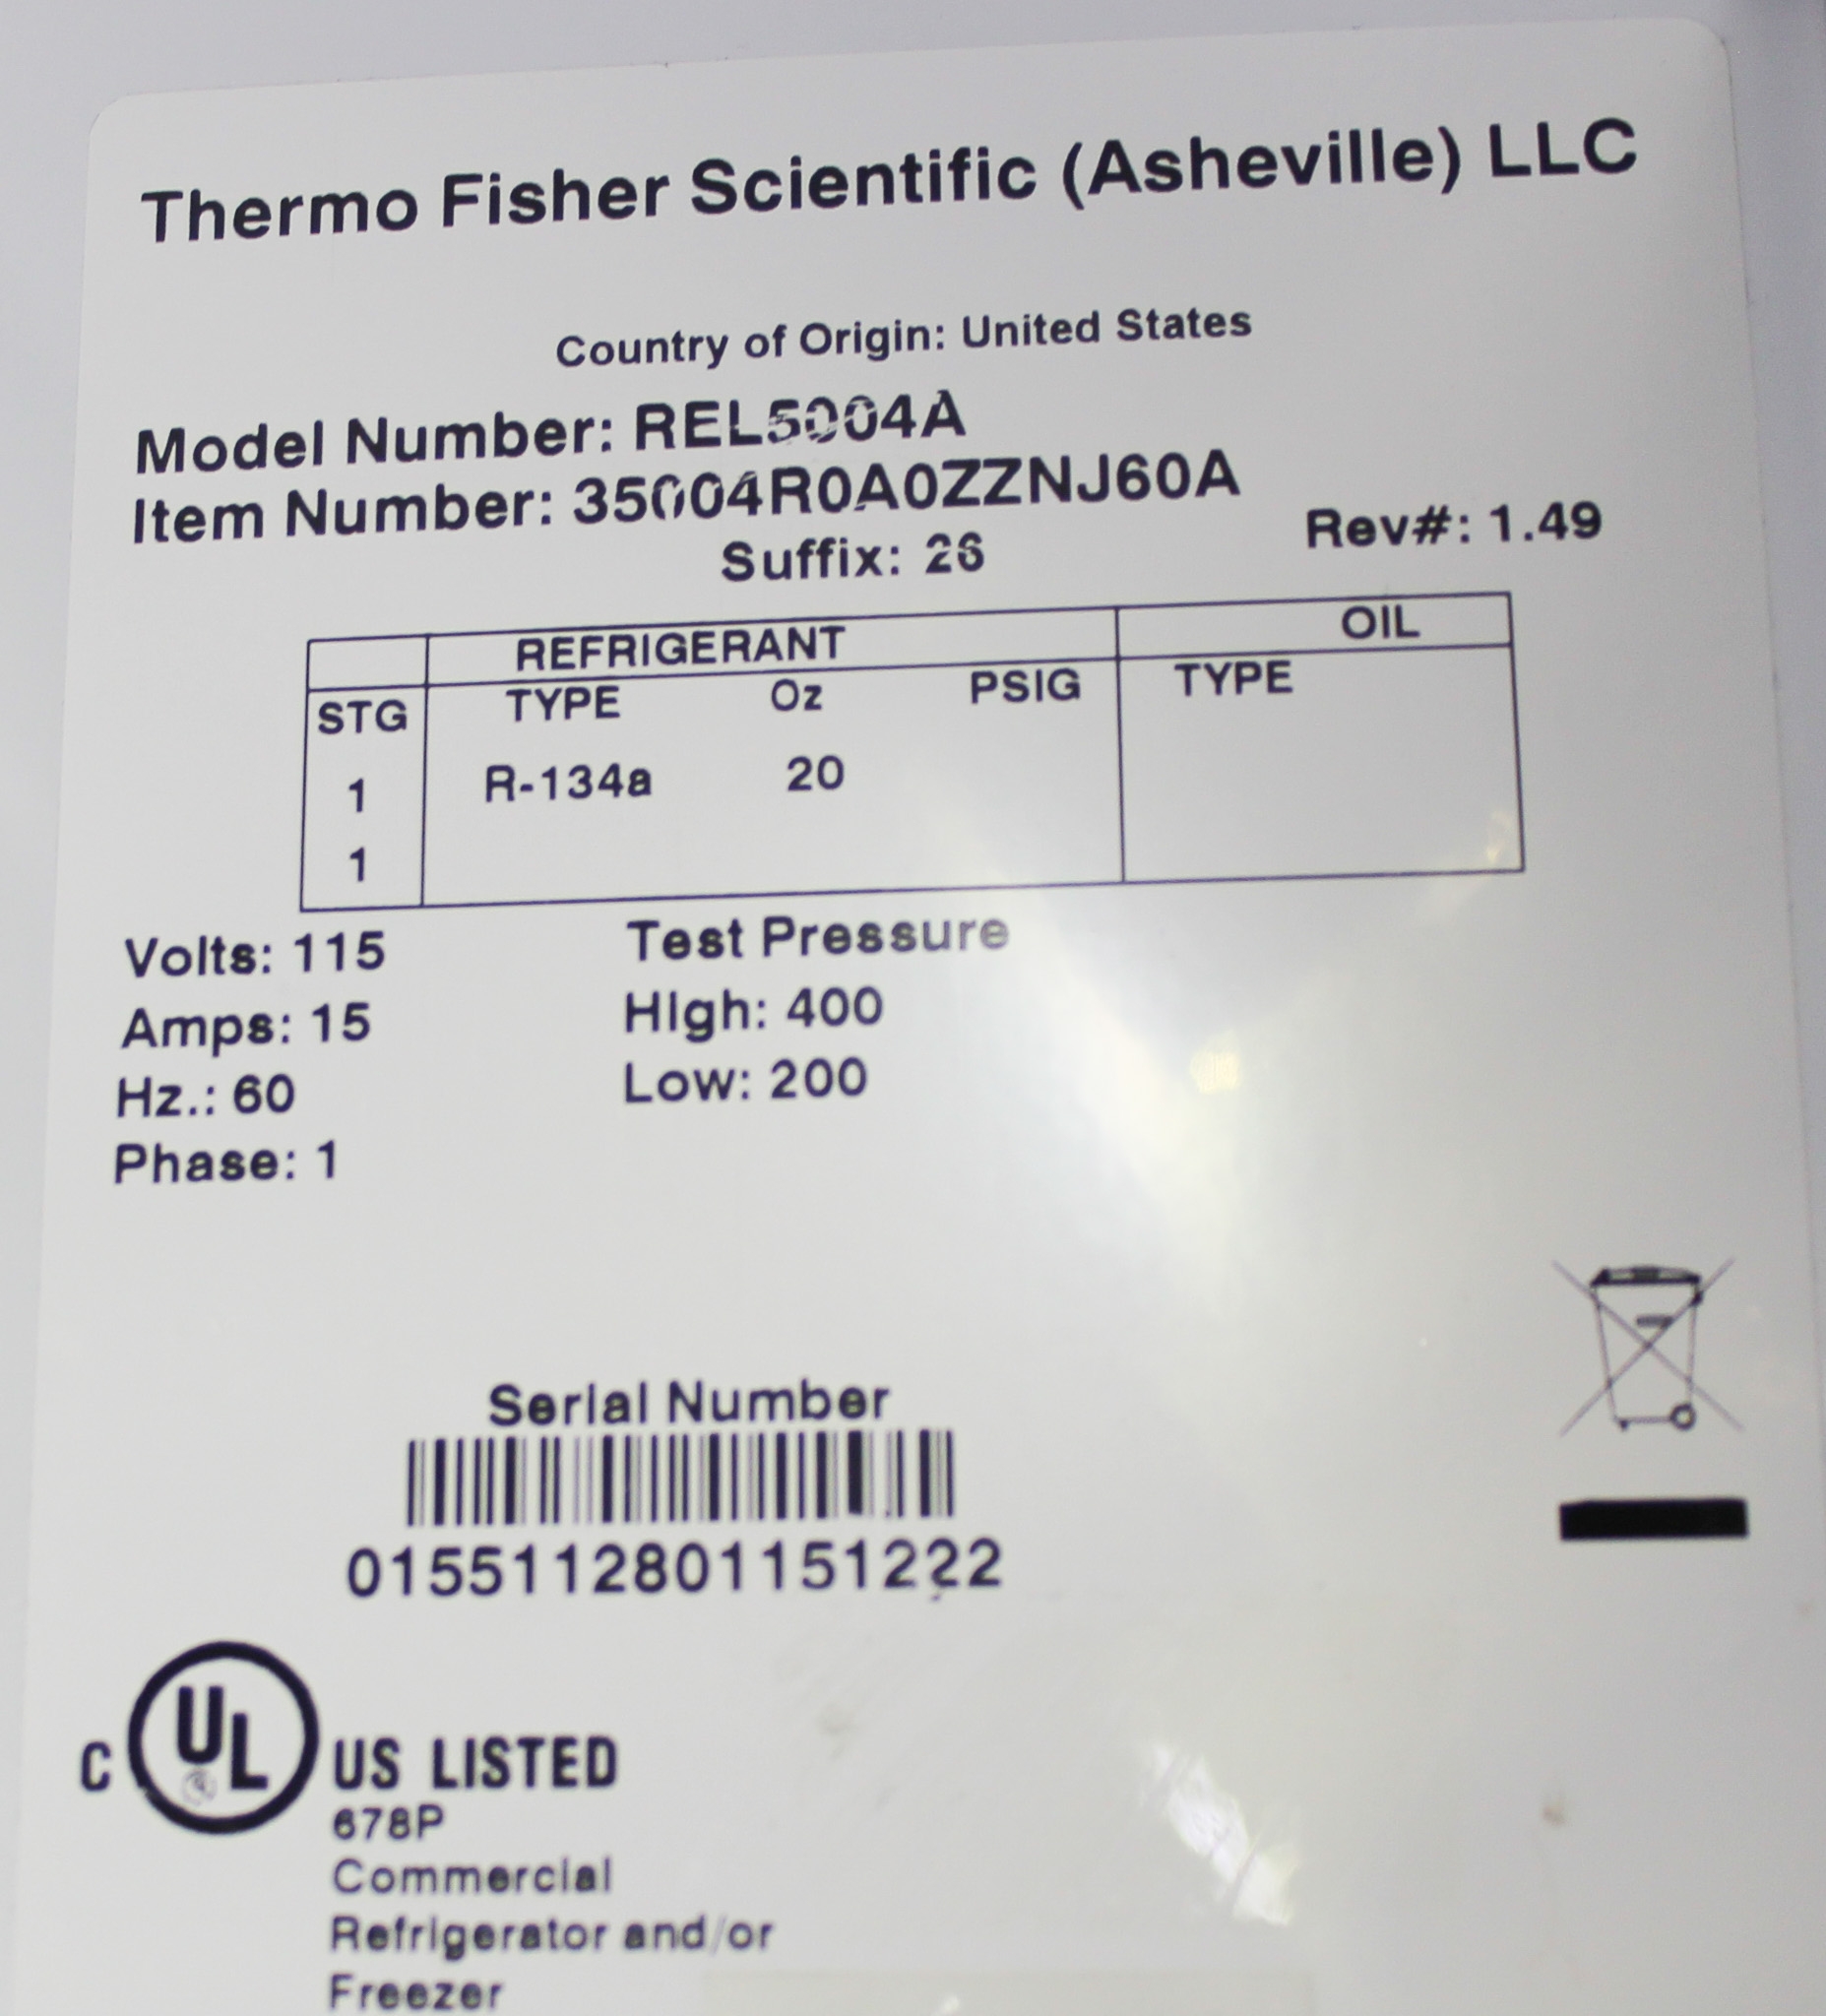 Thermo Fisher Scientific (Asheville) LLC
Country of Origin: United States
Model Number: REL5004A
Item Number: 35004R0A0ZZNJ60A
Suffix: 26
Rev#: 1.49
REFRIGERANT OIL
STG TYPE Oz PSIG TYPE
1 R-134a 20
1
Volts: 115 Test Pressure
Amps: 15 High: 400
Hz.: 60 Low: 200
Phase: 1
Serial Number
0155112801151222
C UL US LISTED
678P
Commercial
Refrigerator and/or
Freezer